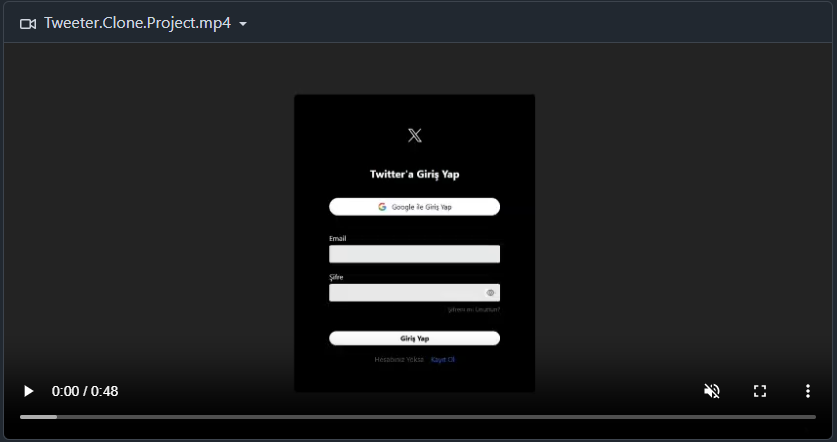 Tweeter.Clone.Project.mp4
Twitter'a Giriş Yap
Google ile Giriş Yap
Email
Şifre
Şifreni mi Unuttun?
Giriş Yap
Hesabınız Yoksa Kayıt Ol
0:00 / 0:48